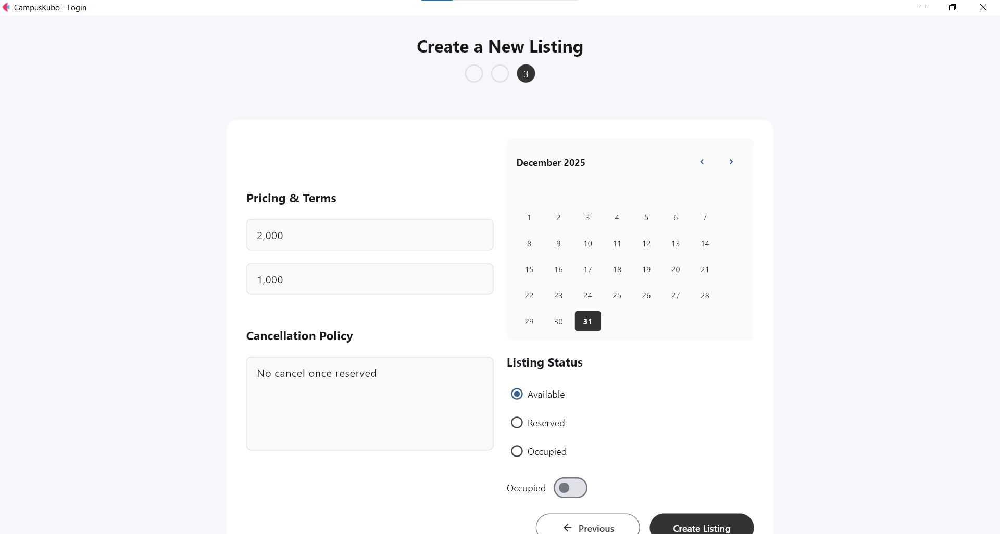 CampusKubo - Login
Create a New Listing
3
Pricing & Terms
2,000
1,000
Cancellation Policy
No cancel once reserved
December 2025
1 2 3 4 5 6 7
8 9 10 11 12 13 14
15 16 17 18 19 20 21
22 23 24 25 26 27 28
29 30 31
Listing Status
Available
Reserved
Occupied
Occupied
Previous
Create Listing